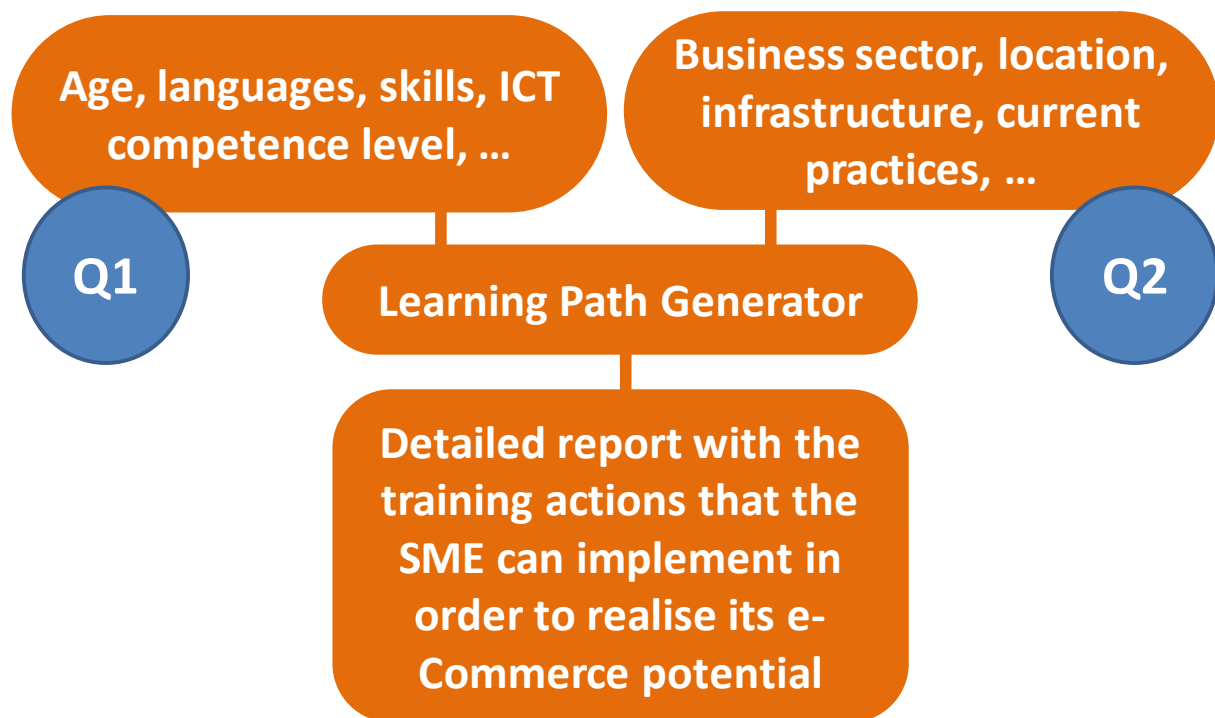 Age, languages, skills, ICT
competence level, …
Business sector, location,
infrastructure, current
practices, …
Q1
Q2
Learning Path Generator
Detailed report with the
training actions that the
SME can implement in
order to realise its e-
Commerce potential